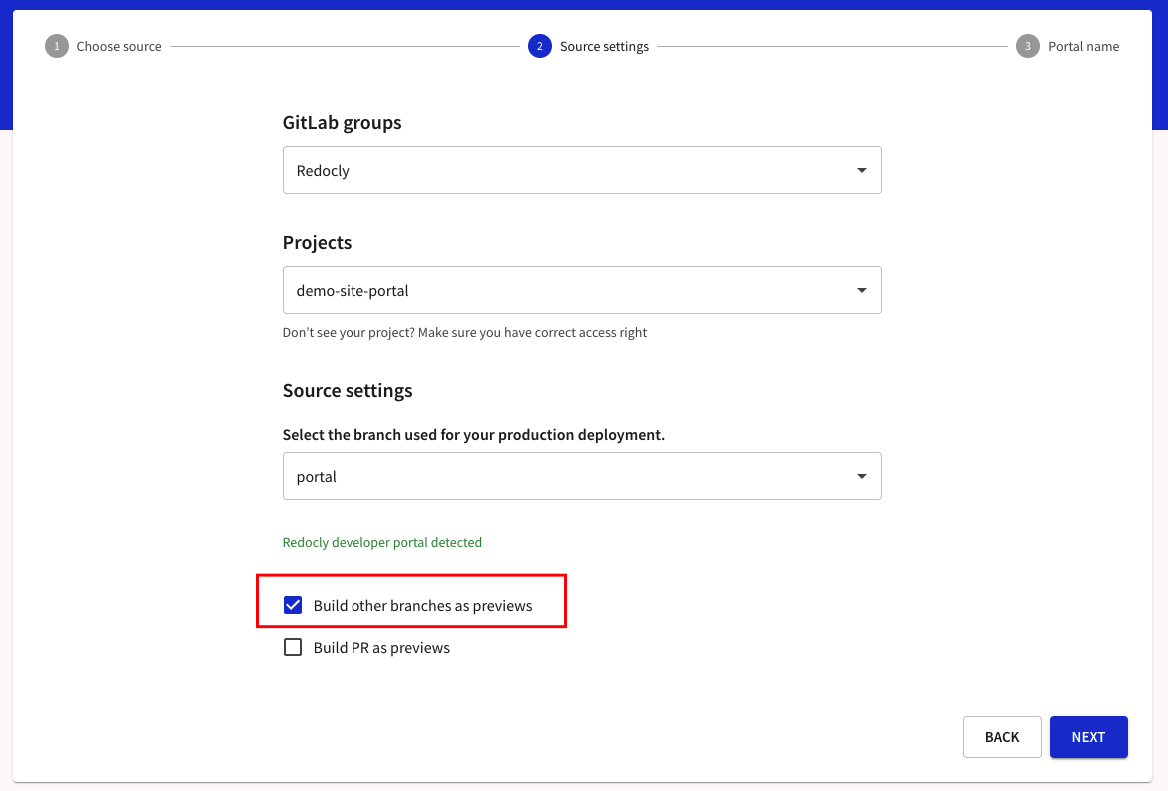 1 Choose source
2 Source settings
3 Portal name
GitLab groups
Redocly
Projects
demo-site-portal
Don't see your project? Make sure you have correct access right
Source settings
Select the branch used for your production deployment.
portal
Redocly developer portal detected
Build other branches as previews
Build PR as previews
BACK
NEXT